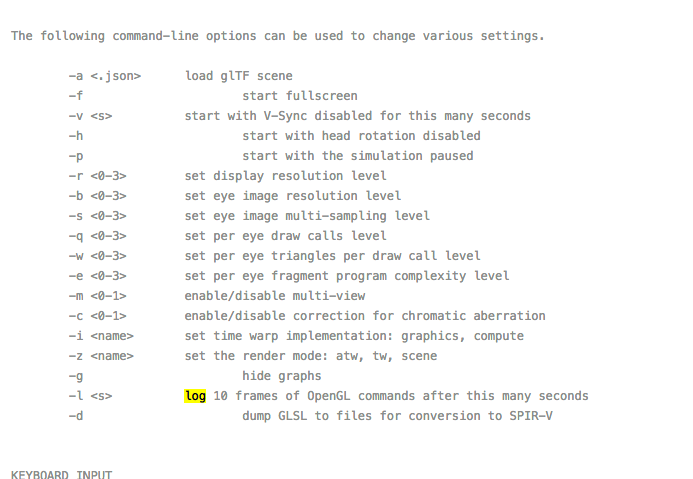 The following command-line options can be used to change various settings.
-a <.json> load glTF scene
-f start fullscreen
-v <s> start with V-Sync disabled for this many seconds
-h start with head rotation disabled
-p start with the simulation paused
-r <0-3> set display resolution level
-b <0-3> set eye image resolution level
-s <0-3> set eye image multi-sampling level
-q <0-3> set per eye draw calls level
-w <0-3> set per eye triangles per draw call level
-e <0-3> set per eye fragment program complexity level
-m <0-1> enable/disable multi-view
-c <0-1> enable/disable correction for chromatic aberration
-i <name> set time warp implementation: graphics, compute
-z <name> set the render mode: atw, tw, scene
-g hide graphs
-l <s> log 10 frames of OpenGL commands after this many seconds
-d dump GLSL to files for conversion to SPIR-V
KEYBOARD INPUT